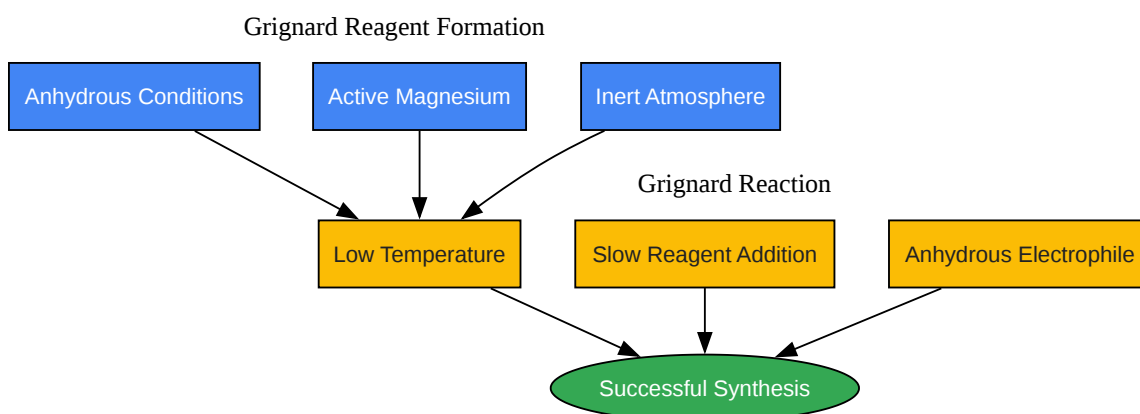 Grignard Reagent Formation
Anhydrous Conditions
Active Magnesium
Inert Atmosphere
Grignard Reaction
Low Temperature
Slow Reagent Addition
Anhydrous Electrophile
Successful Synthesis